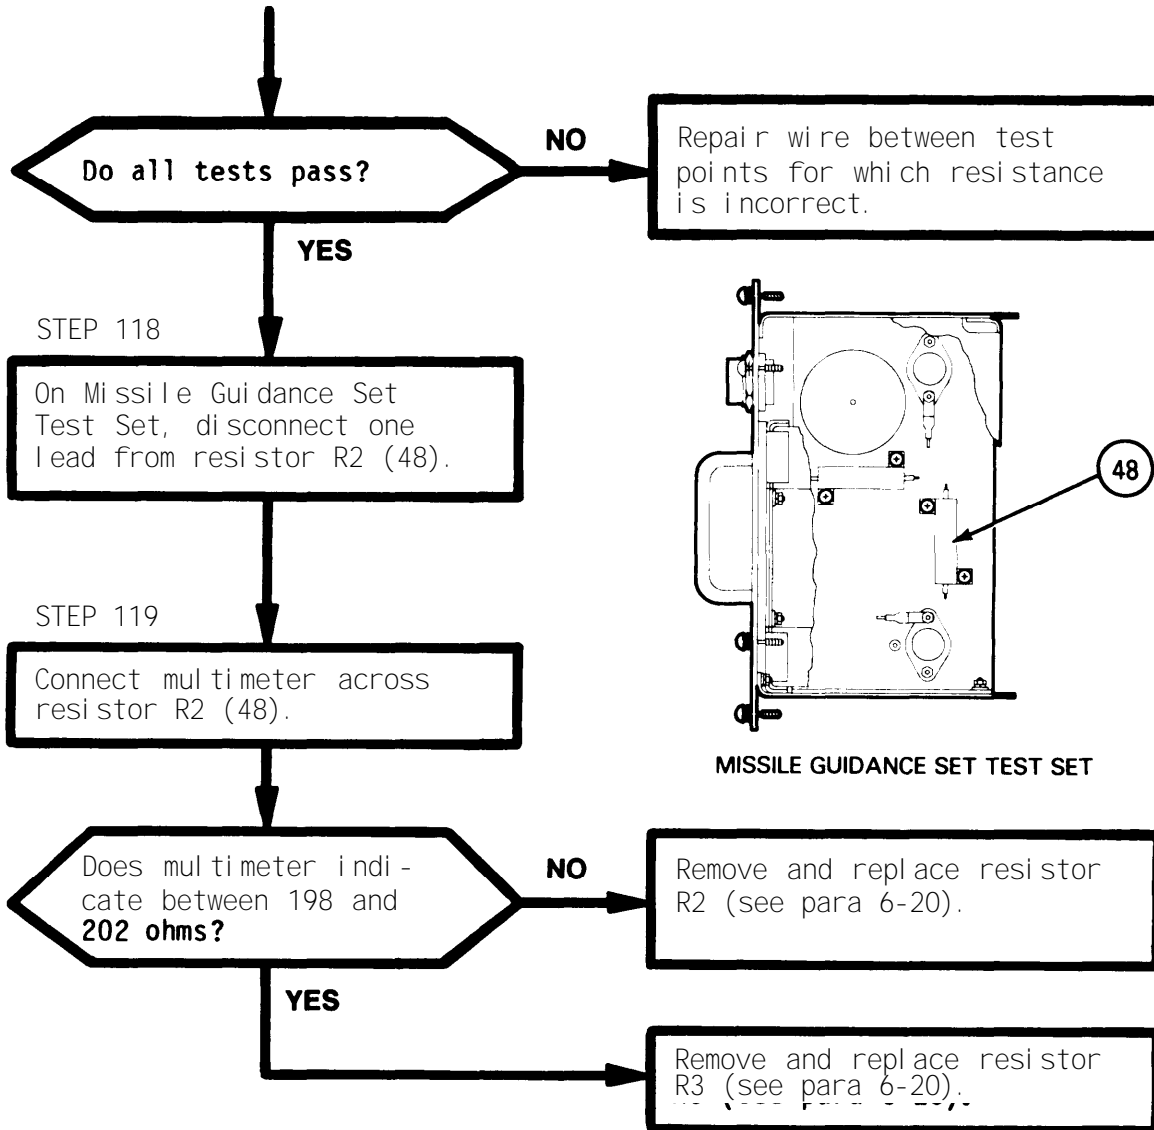 Do all tests pass?
NO
Repair wire between test
points for which resistance
is incorrect.
YES
STEP 118
On Missile Guidance Set
Test Set, disconnect one
lead from resistor R2 (48).
48
STEP 119
Connect multimeter across
resistor R2 (48).
MISSILE GUIDANCE SET TEST SET
Does multimeter indi-
cate between 198 and
202 ohms?
NO
Remove and replace resistor
R2 (see para 6-20).
YES
Remove and replace resistor
R3 (see para 6-20).